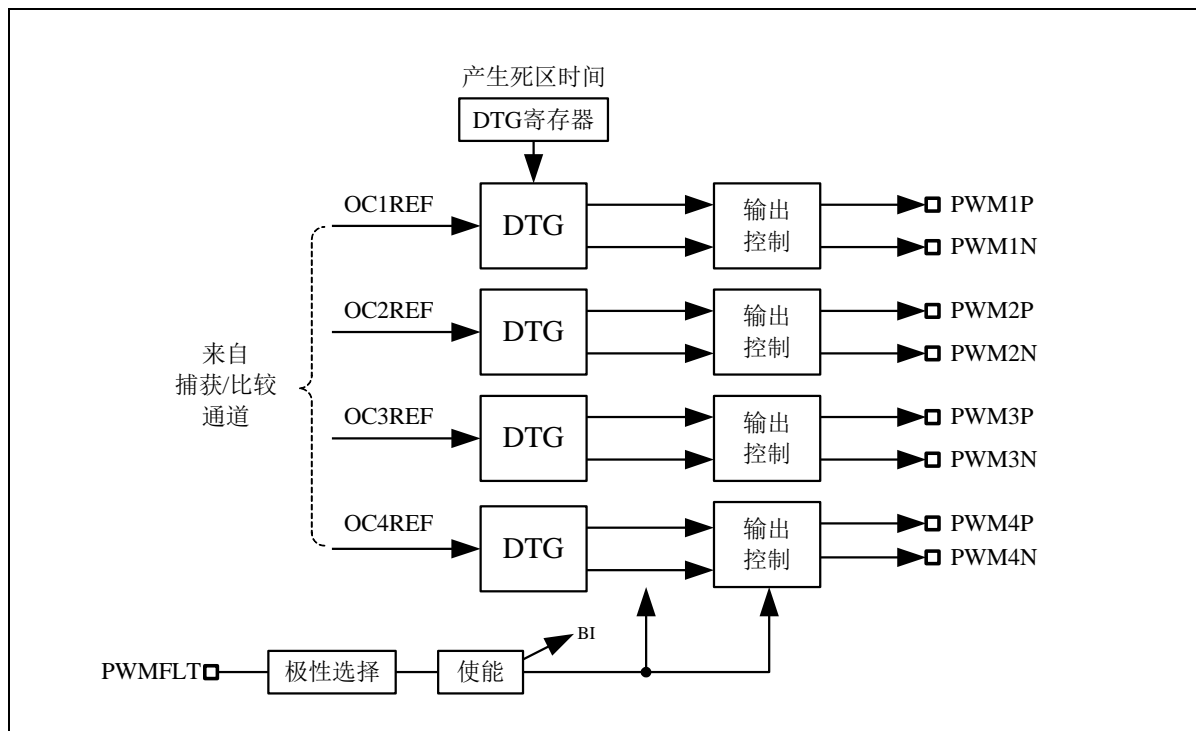 产生死区时间
DTG寄存器
OC1REF
DTG
输出
控制
PWM1P
PWM1N
OC2REF
DTG
输出
控制
PWM2P
PWM2N
来自
捕获/比较
通道
OC3REF
DTG
输出
控制
PWM3P
PWM3N
OC4REF
DTG
输出
控制
PWM4P
PWM4N
BI
PWMFLT
极性选择
使能